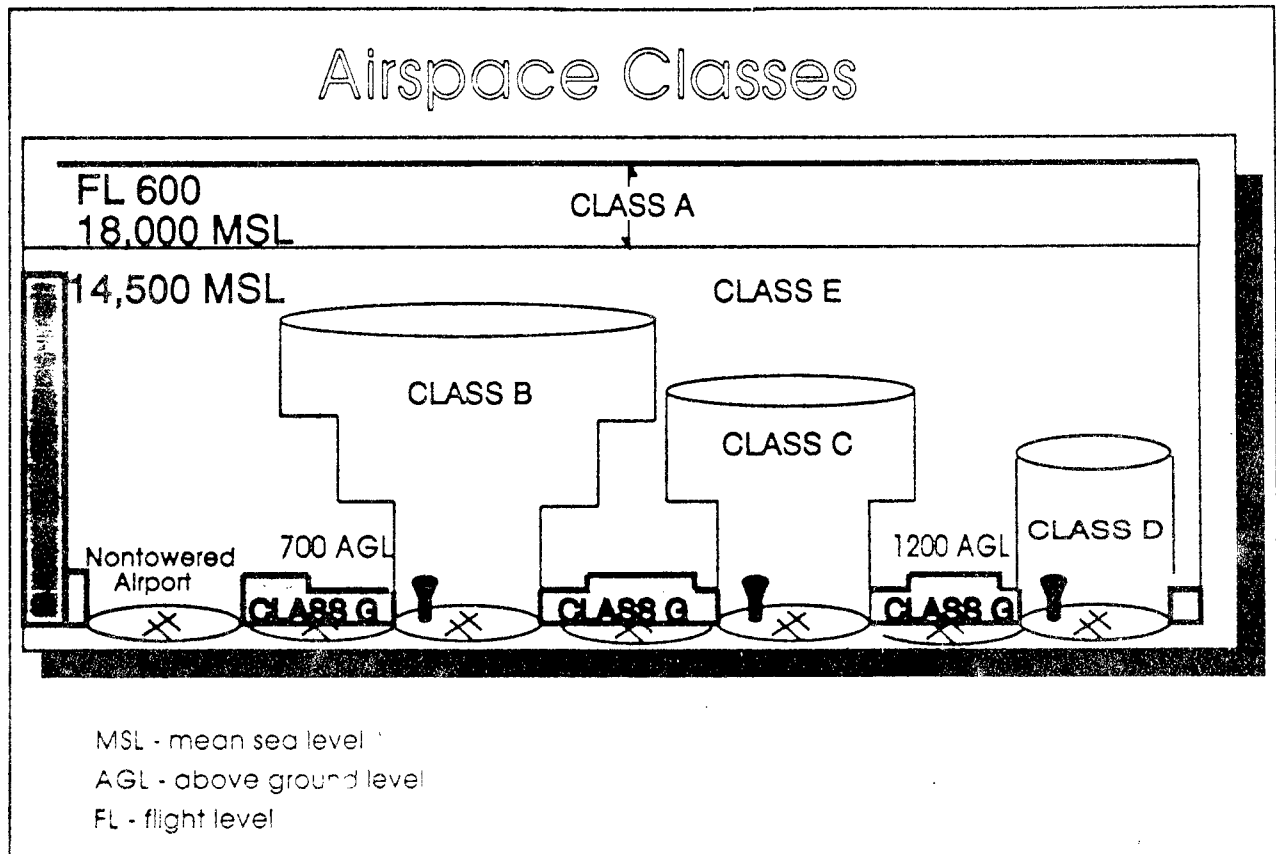 Airspace Classes
FL 600
18,000 MSL
CLASS A
14,500 MSL
CLASS E
CLASS B
CLASS C
CLASS D
Nontowered
Airport
700 AGL
1200 AGL
CLASS G
CLASS G
CLASS G
MSL - mean sea level
AGL - above ground level
FL - flight level